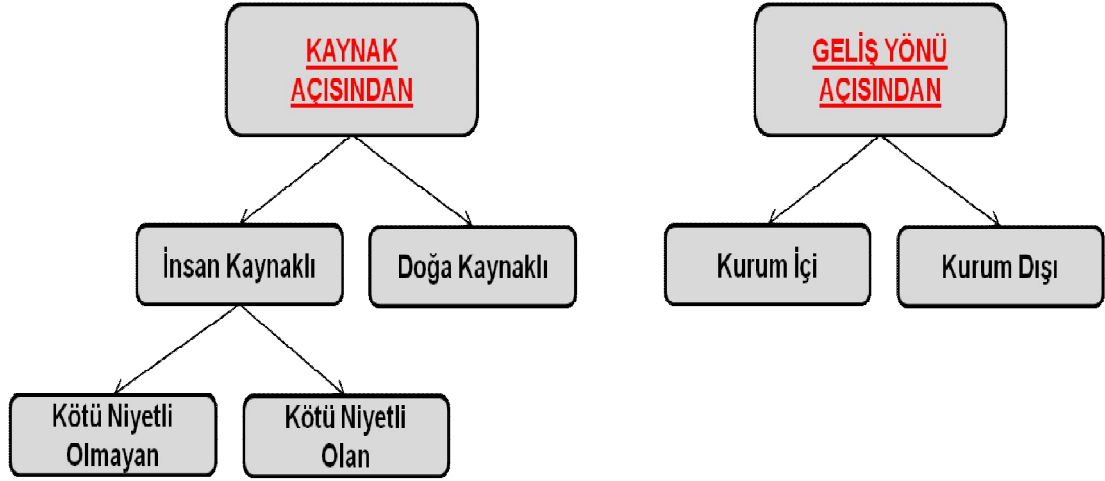 KAYNAK
AÇISINDAN
GELİŞ YÖNÜ
AÇISINDAN
İnsan Kaynaklı
Doğa Kaynaklı
Kurum İçi
Kurum Dışı
Kötü Niyetli
Olmayan
Kötü Niyetli
Olan